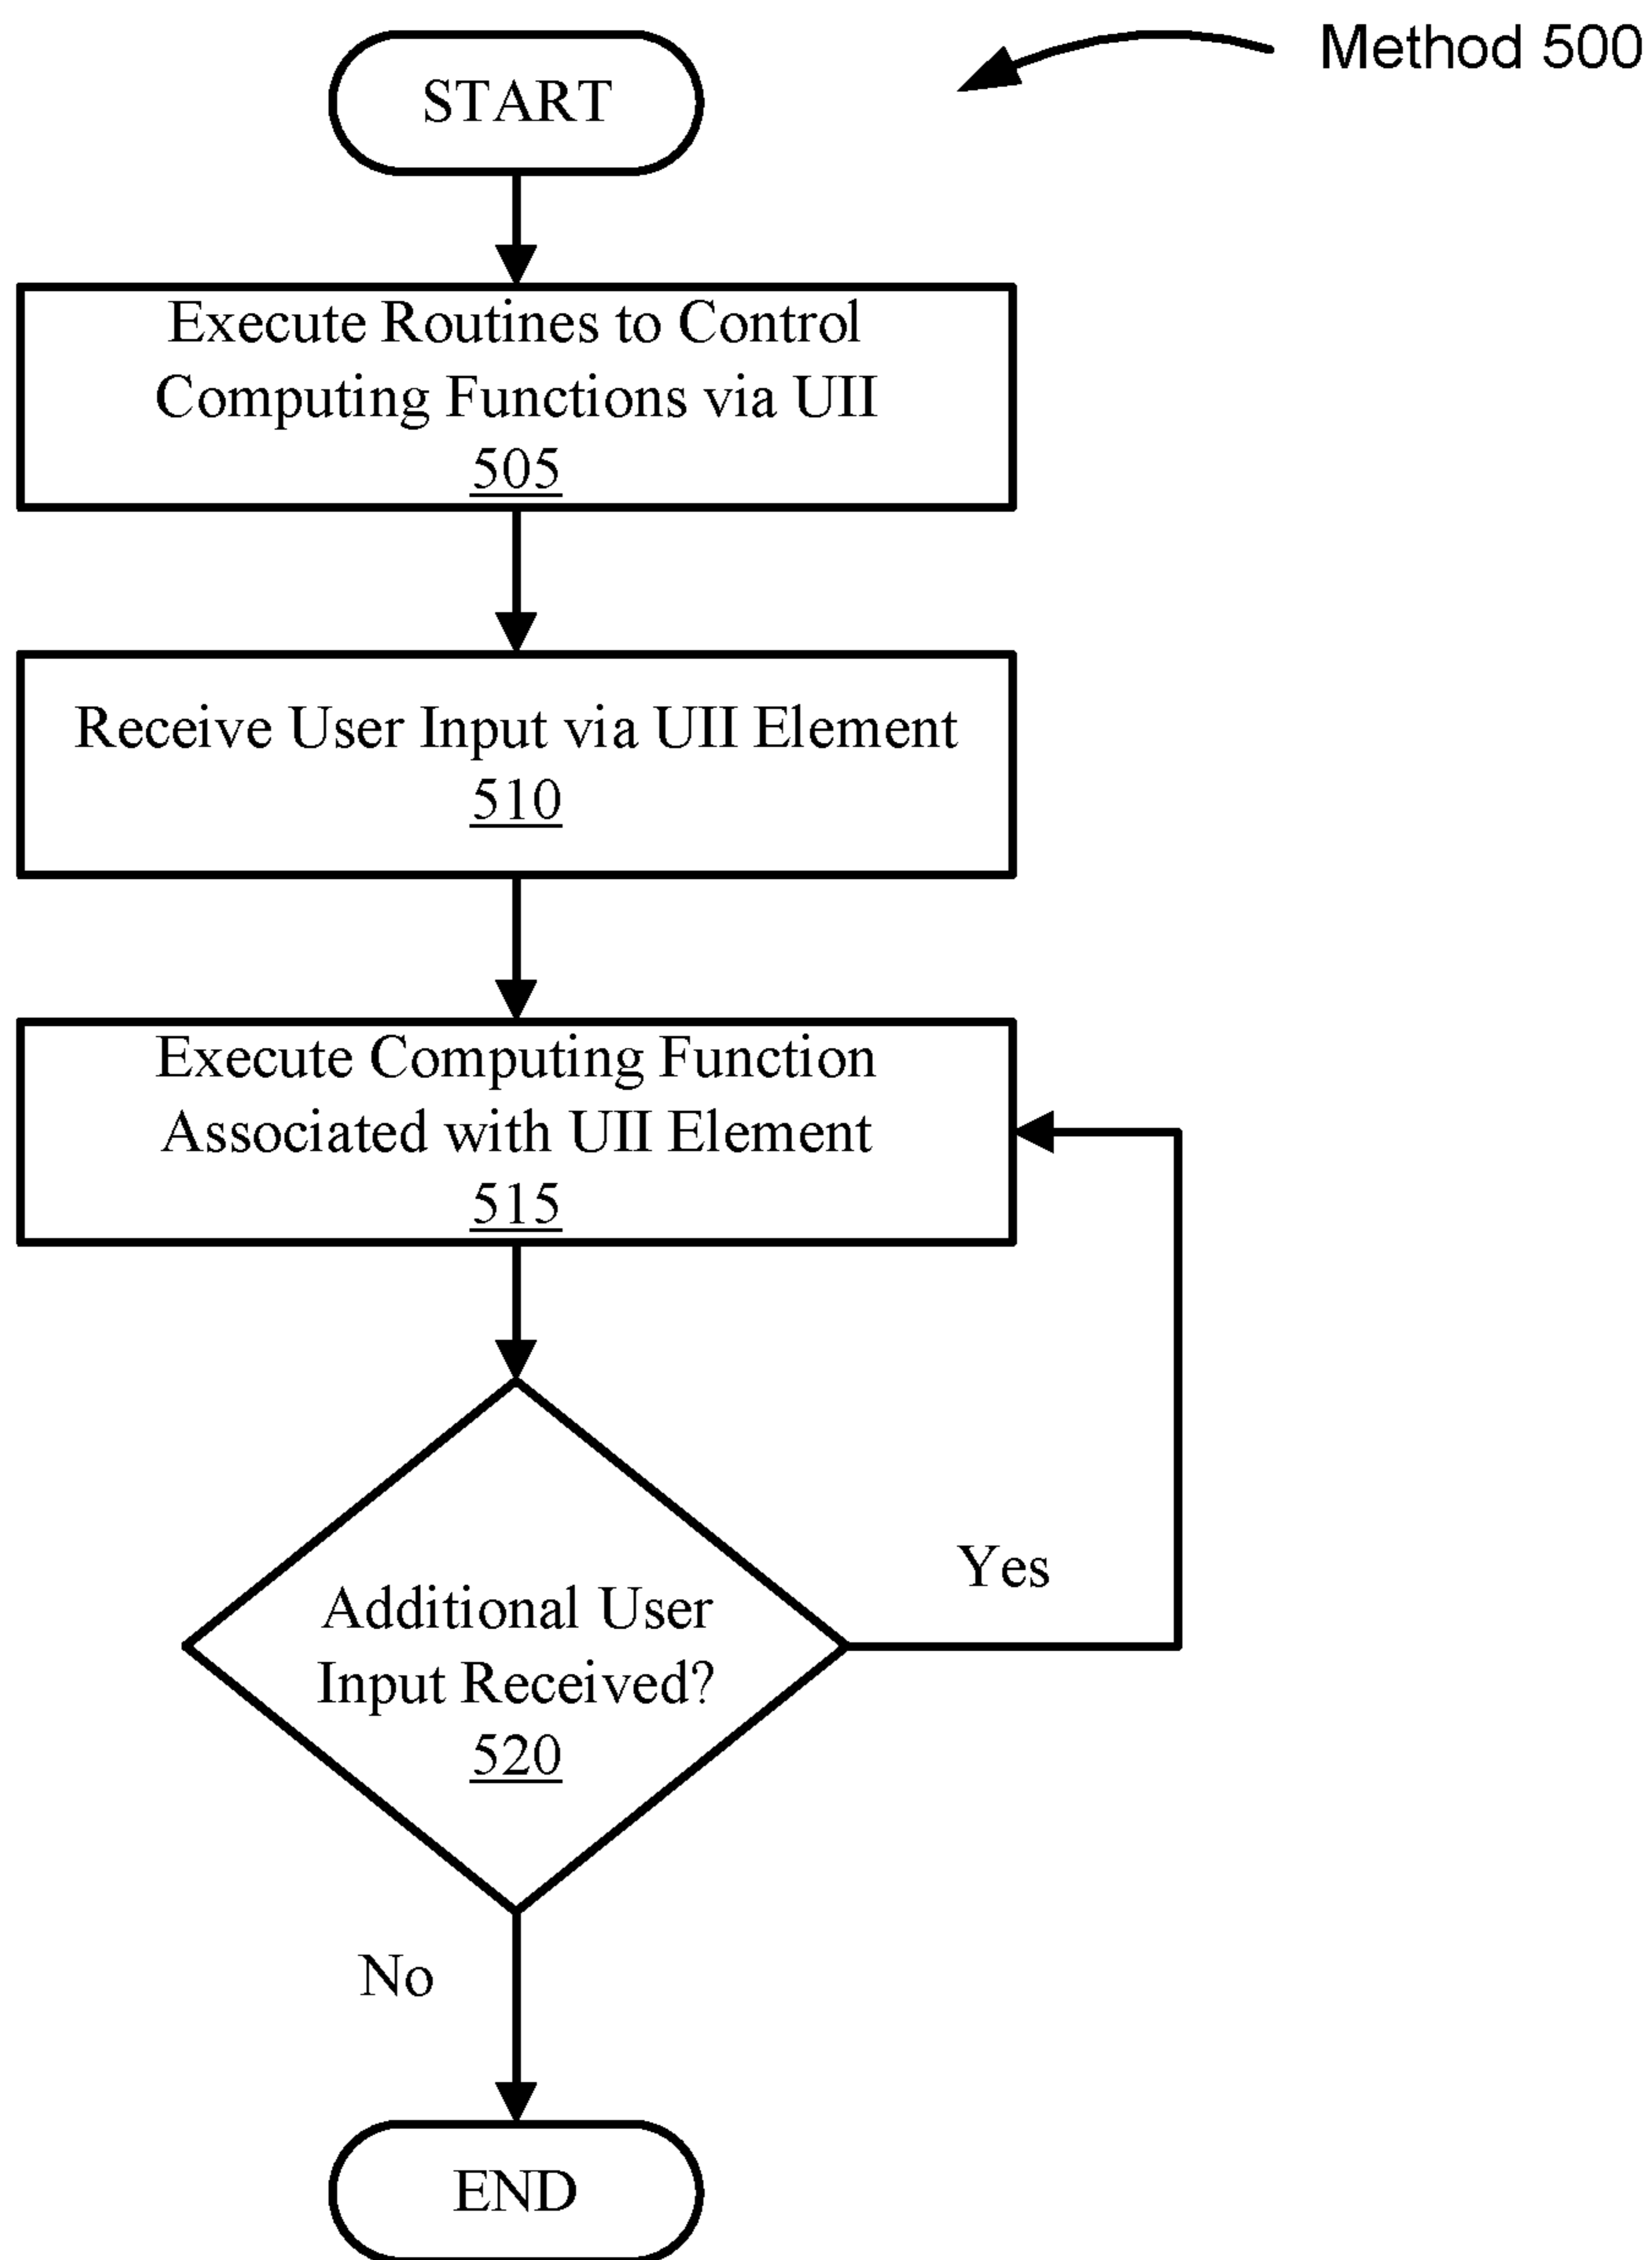 START
Method 500
Execute Routines to Control
Computing Functions via UII
505
Receive User Input via UII Element
510
Execute Computing Function
Associated with UII Element
515
Yes
Additional User
Input Received?
520
No
END